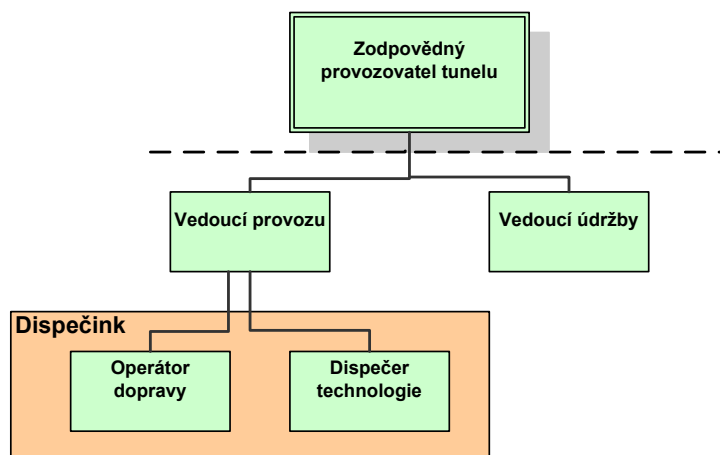 Zodpovědný
provozovatel tunelu
Vedoucí provozu
Vedoucí údržby
Dispečink
Operátor
dopravy
Dispečer
technologie